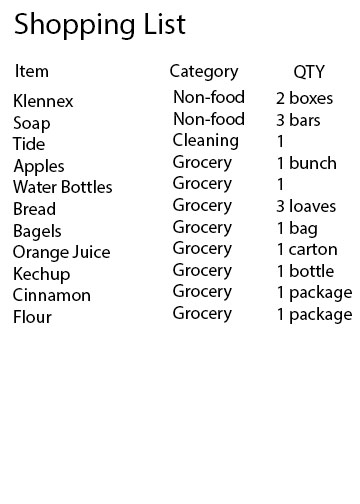 Shopping List
Item Category QTY
Klennex Non-food 2 boxes
Soap Non-food 3 bars
Tide Cleaning 1
Apples Grocery 1 bunch
Water Bottles Grocery 1
Bread Grocery 3 loaves
Bagels Grocery 1 bag
Orange Juice Grocery 1 carton
Kechup Grocery 1 bottle
Cinnamon Grocery 1 package
Flour Grocery 1 package